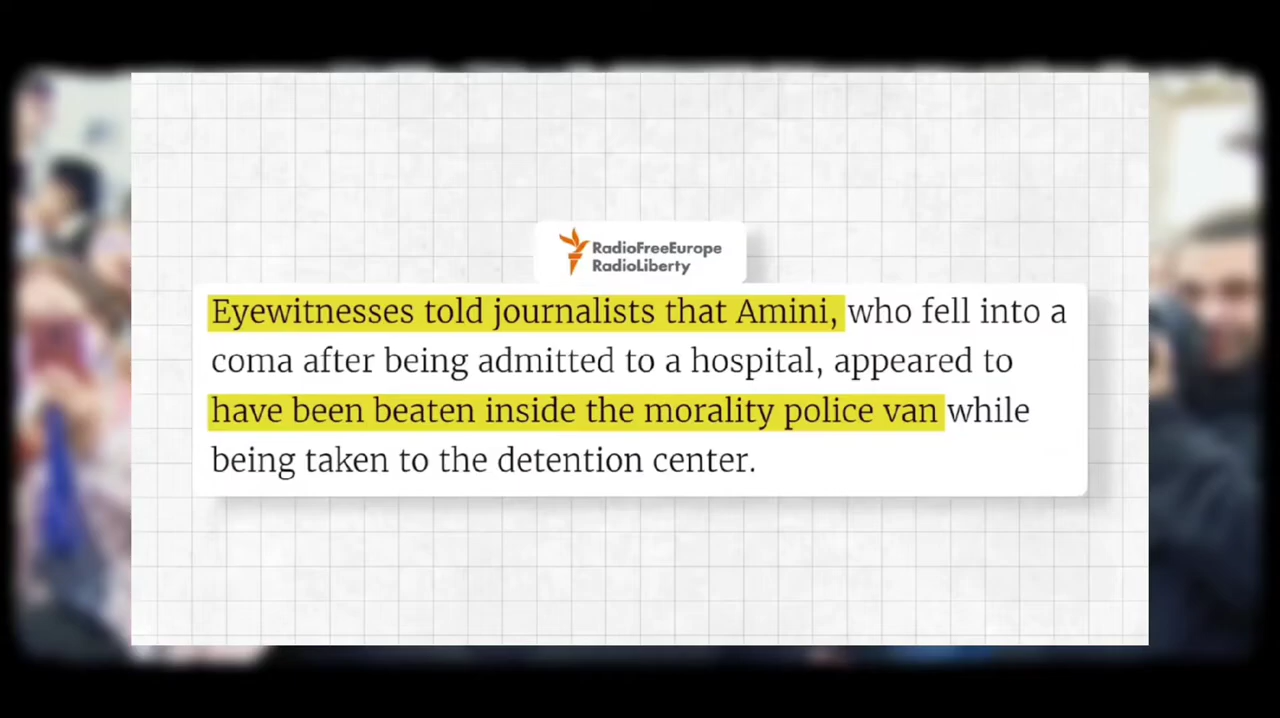 RadioFreeEurope
RadioLiberty
Eyewitnesses told journalists that Amini, who fell into a
coma after being admitted to a hospital, appeared to
have been beaten inside the morality police van while
being taken to the detention center.